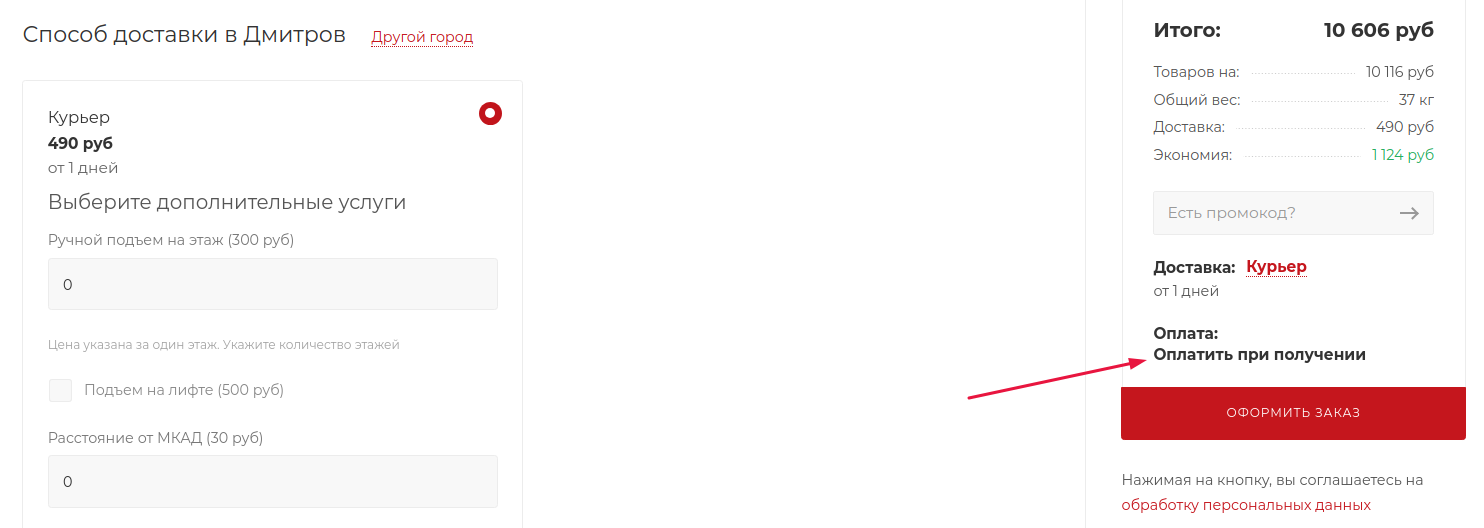 Способ доставки в Дмитров Другой город
Курьер
490 руб
от 1 дней
Выберите дополнительные услуги
Ручной подъем на этаж (300 руб)
0
Цена указана за один этаж. Укажите количество этажей
Подъем на лифте (500 руб)
Расстояние от МКАД (30 руб)
0
Итого: 10 606 руб
Товаров на: 10 116 руб
Общий вес: 37 кг
Доставка: 490 руб
Экономия: 1 124 руб
Есть промокод?
Доставка: Курьер
от 1 дней
Оплата:
Оплатить при получении
ОФОРМИТЬ ЗАКАЗ
Нажимая на кнопку, вы соглашаетесь на
обработку персональных данных